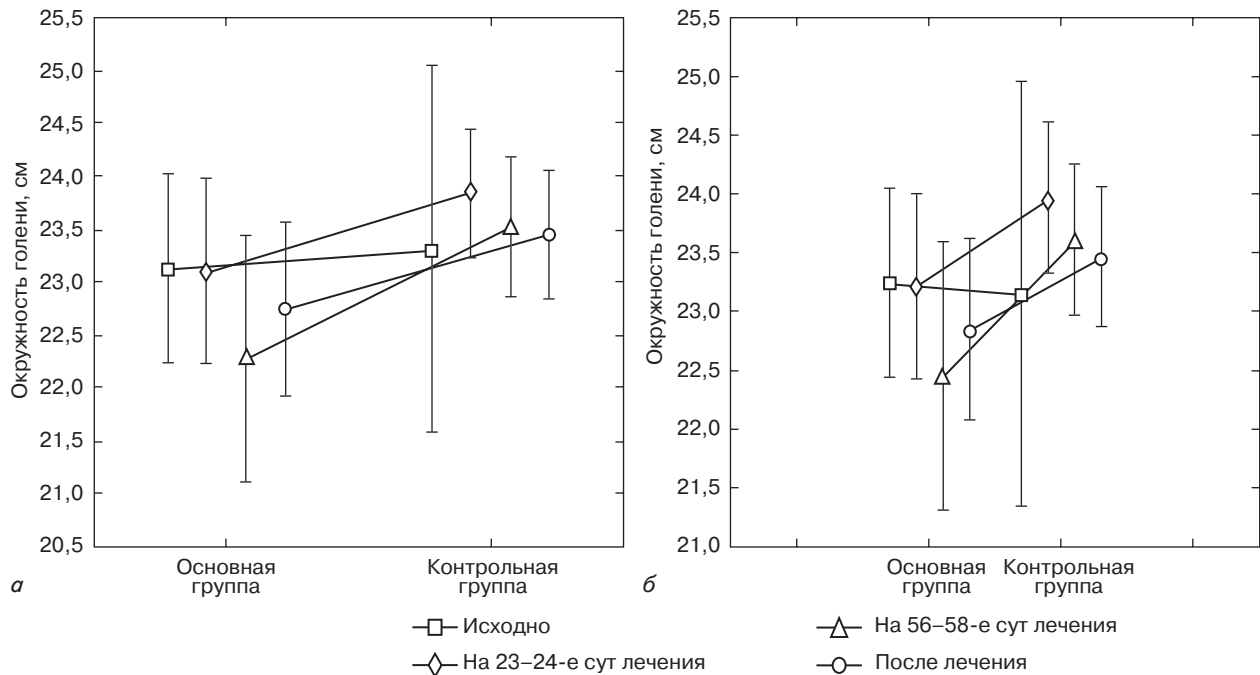 Окружность голени, см
25,5
25,0
24,5
24,0
23,5
23,0
22,5
22,0
21,5
21,0
20,5
Основная
группа
Контрольная
группа
а
Окружность голени, см
25,5
25,0
24,5
24,0
23,5
23,0
22,5
22,0
21,5
21,0
Основная
группа
Контрольная
группа
б
Исходно
На 23–24-е сут лечения
На 56–58-е сут лечения
После лечения